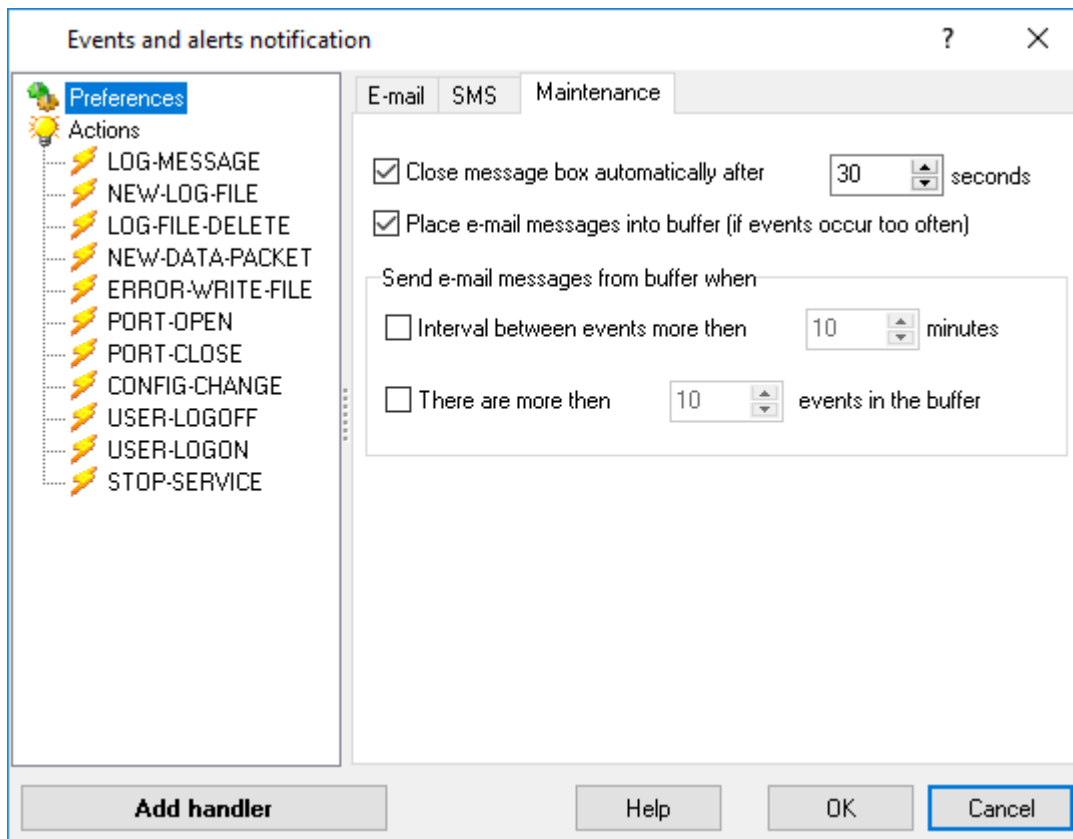 Events and alerts notification
Preferences
Actions
LOG-MESSAGE
NEW-LOG-FILE
LOG-FILE-DELETE
NEW-DATA-PACKET
ERROR-WRITE-FILE
PORT-OPEN
PORT-CLOSE
CONFIG-CHANGE
USER-LOGOFF
USER-LOGON
STOP-SERVICE
E-mail SMS Maintenance
Close message box automatically after 30 seconds
Place e-mail messages into buffer (if events occur too often)
Send e-mail messages from buffer when
Interval between events more then 10 minutes
There are more then 10 events in the buffer
Add handler Help OK Cancel